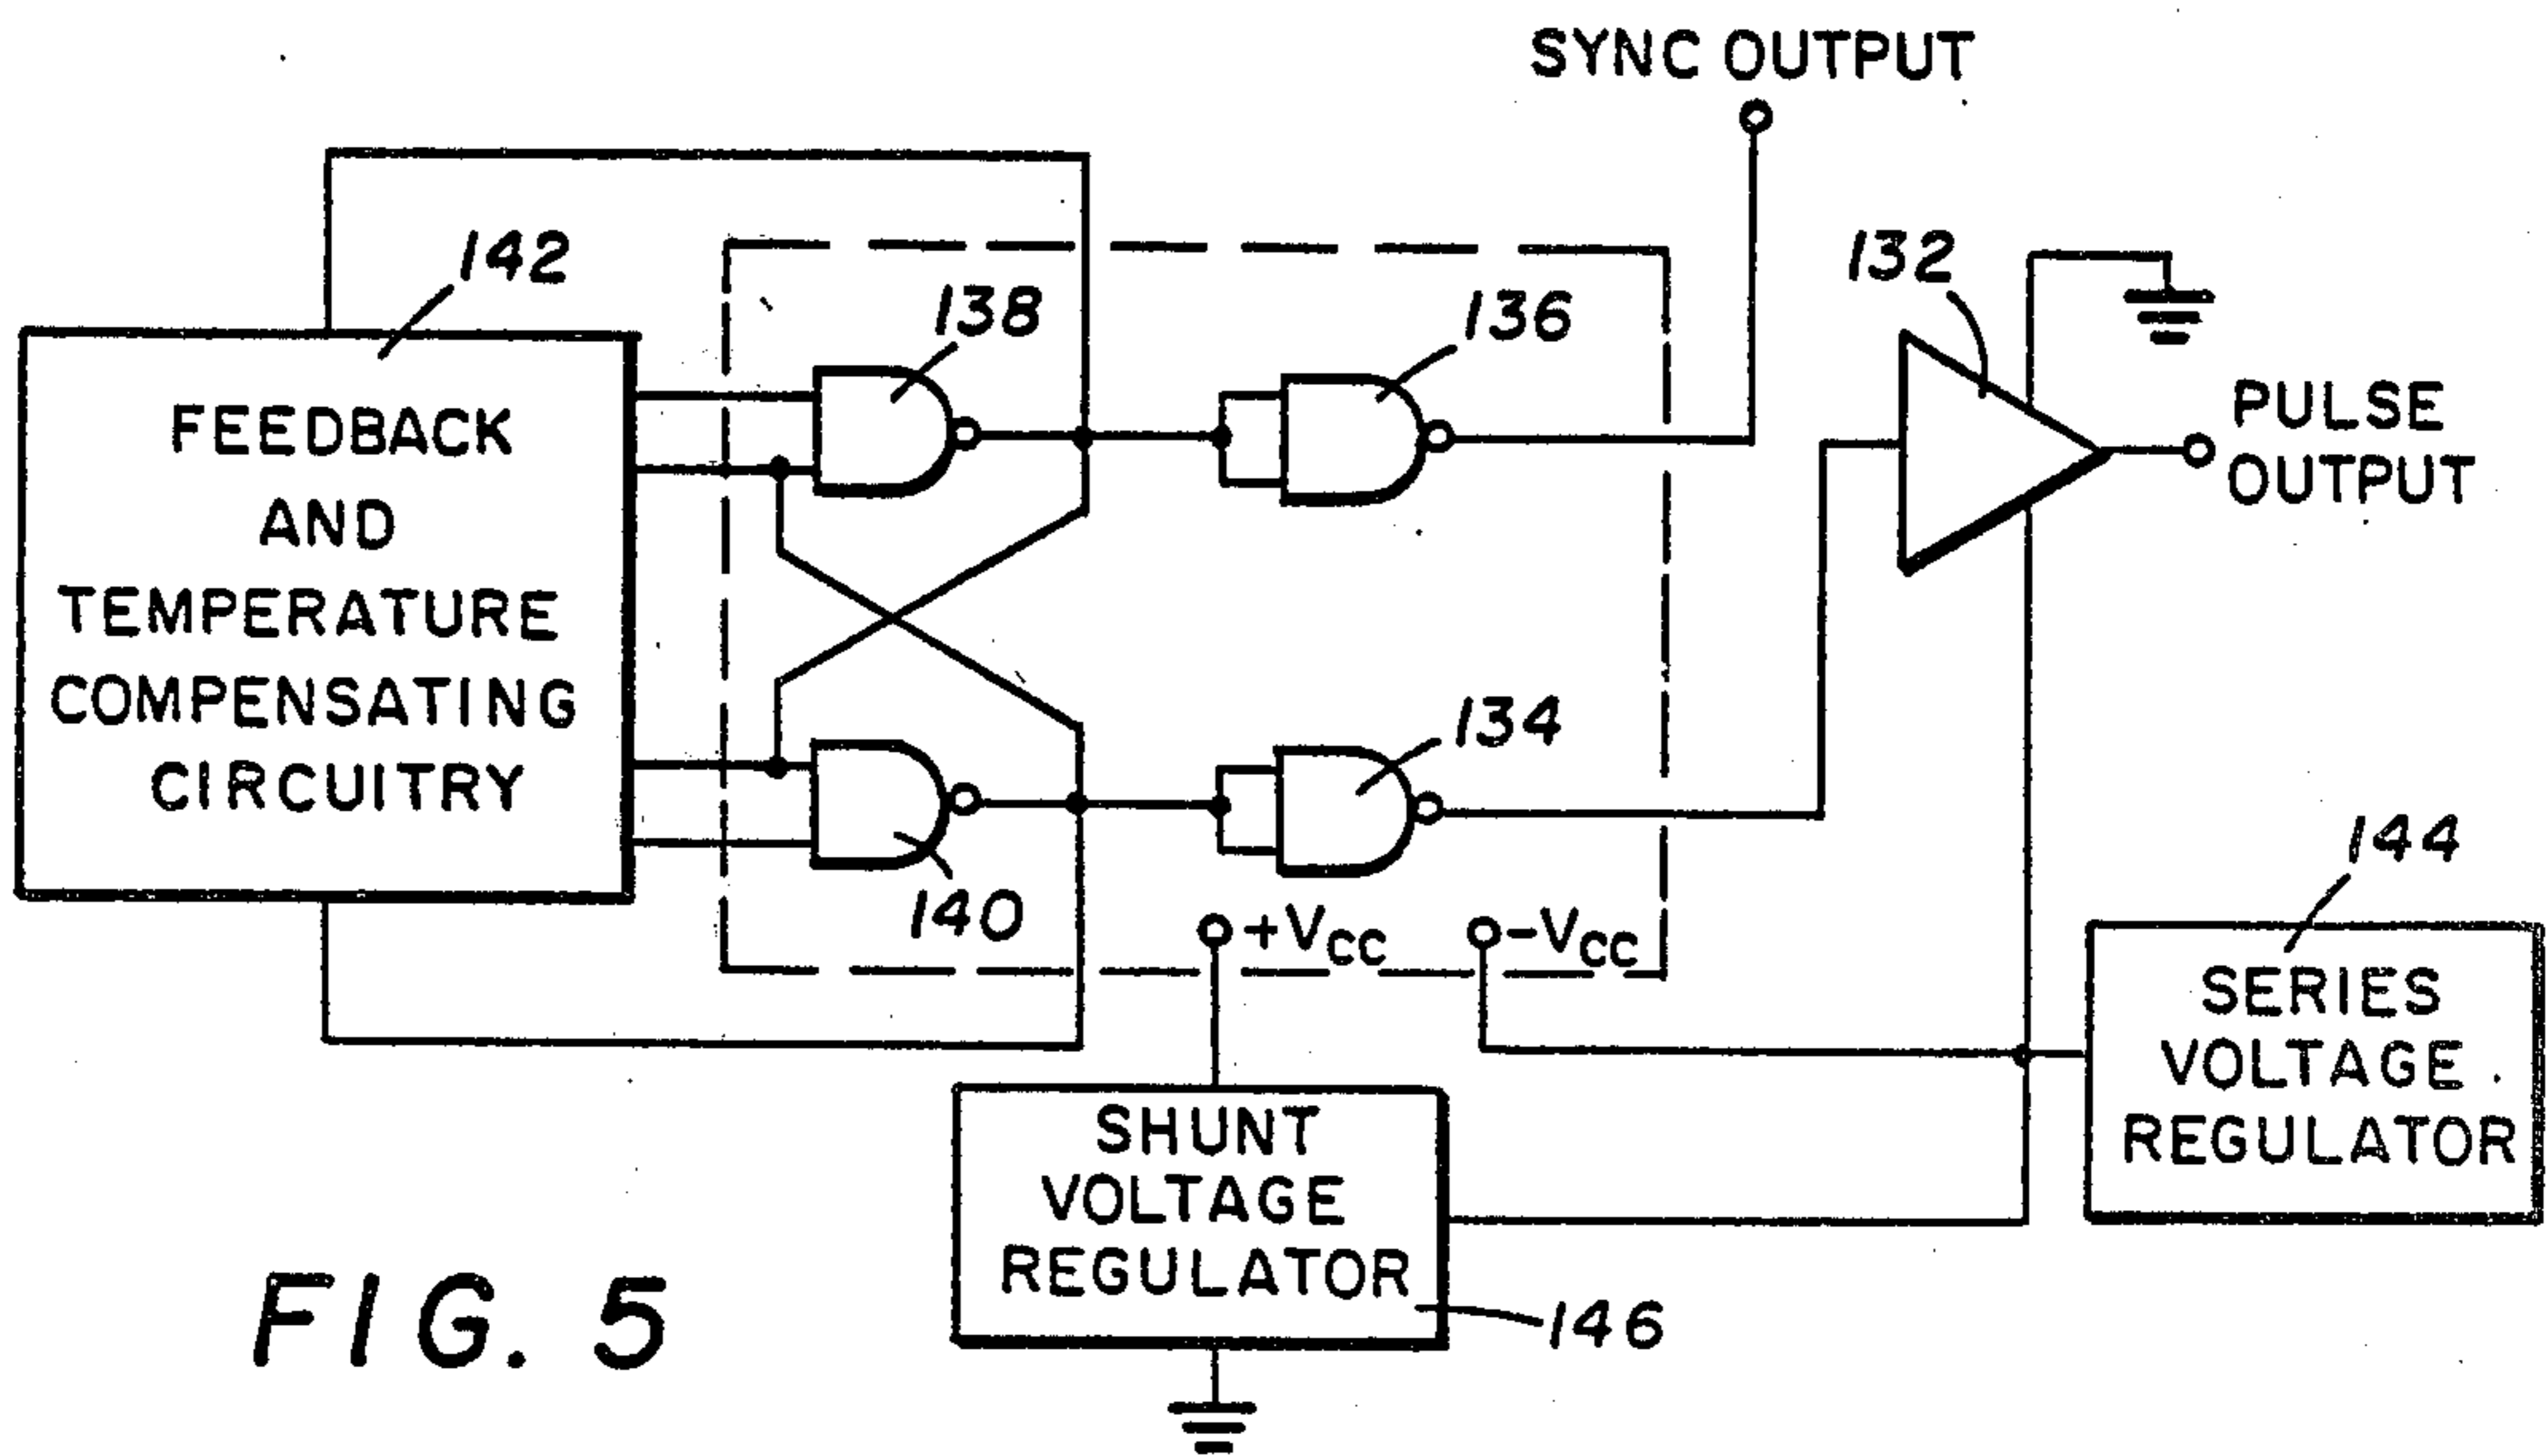 SYNC OUTPUT
142
138
136
132
FEEDBACK
AND
TEMPERATURE
COMPENSATING
CIRCUITRY
PULSE
OUTPUT
134
140
+VCC
-VCC
144
SERIES
VOLTAGE
REGULATOR
SHUNT
VOLTAGE
REGULATOR
146
FIG. 5